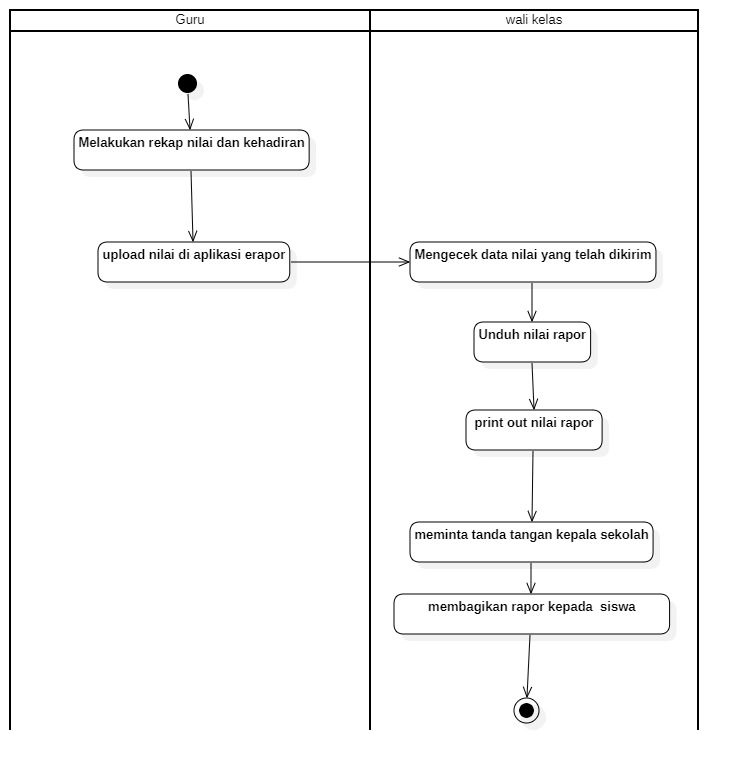 Guru
wali kelas
Melakukan rekap nilai dan kehadiran
upload nilai di aplikasi erapor
Mengecek data nilai yang telah dikirim
Unduh nilai rapor
print out nilai rapor
meminta tanda tangan kepala sekolah
membagikan rapor kepada  siswa